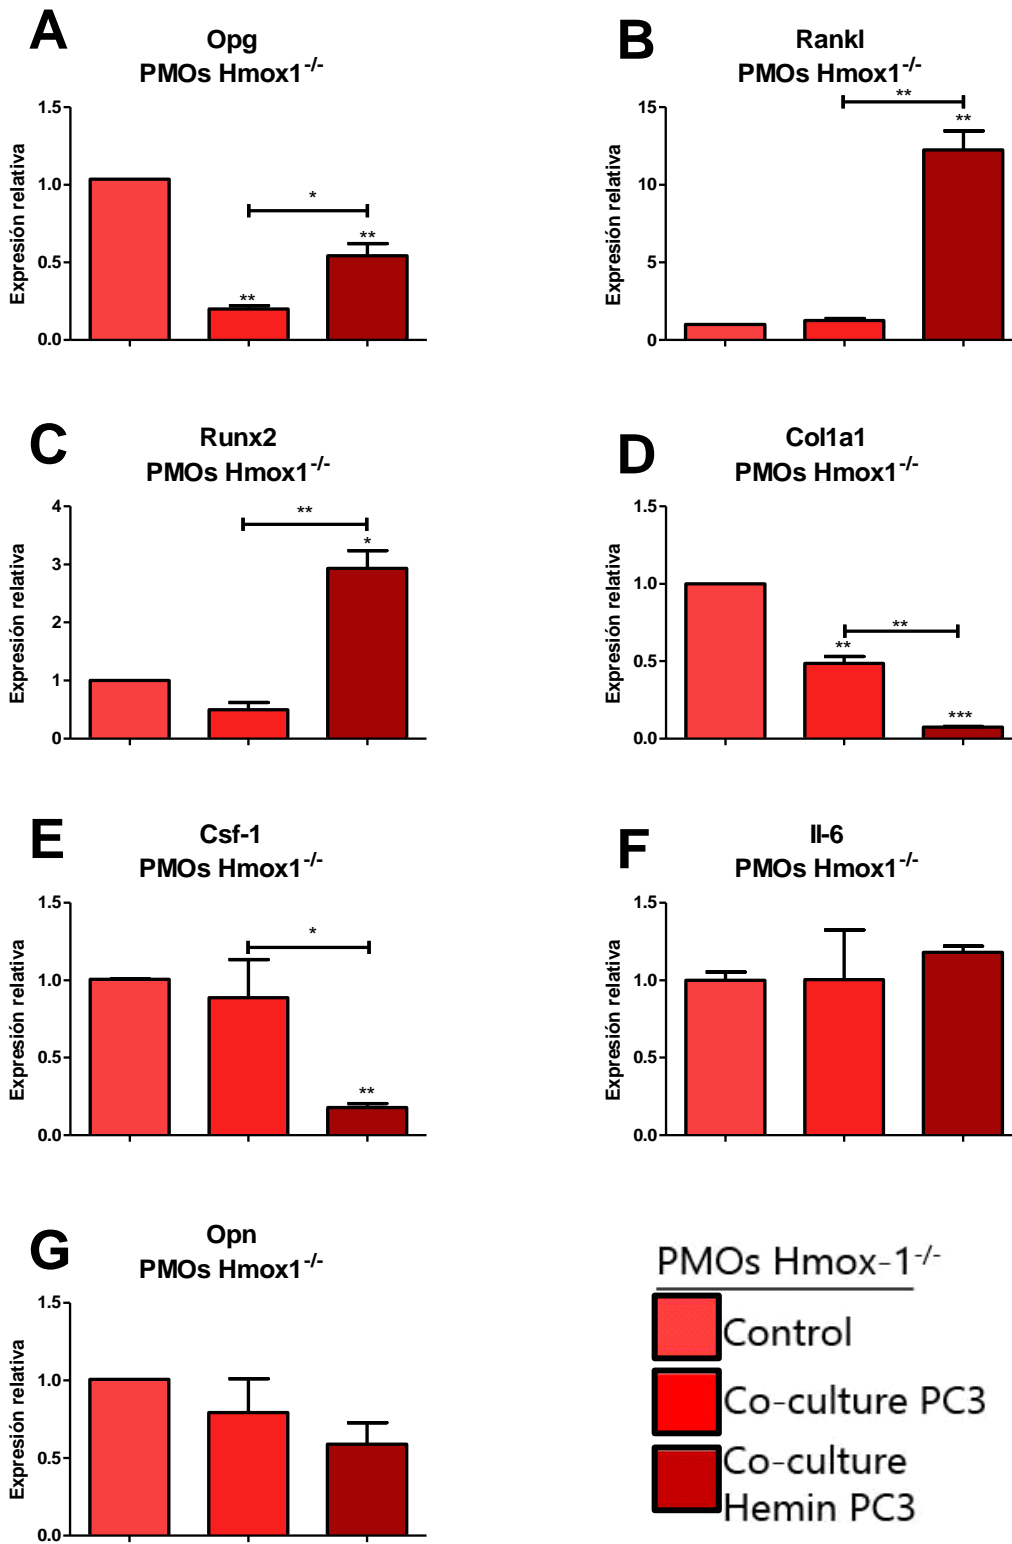 A
Opg
PMOs Hmox1-/-
Expresión relativa
1.5
1.0
0.5
0.0
**
*
**
B
Rankl
PMOs Hmox1-/-
Expresión relativa
15
10
5
0
**
**
C
Runx2
PMOs Hmox1-/-
Expresión relativa
4
3
2
1
0
**
*
D
Col1a1
PMOs Hmox1-/-
Expresión relativa
1.5
1.0
0.5
0.0
**
**
***
E
Csf-1
PMOs Hmox1-/-
Expresión relativa
1.5
1.0
0.5
0.0
*
**
F
Il-6
PMOs Hmox1-/-
Expresión relativa
1.5
1.0
0.5
0.0
G
Opn
PMOs Hmox1-/-
Expresión relativa
1.5
1.0
0.5
0.0
PMOs Hmox-1-/-
Control
Co-culture PC3
Co-culture
Hemin PC3